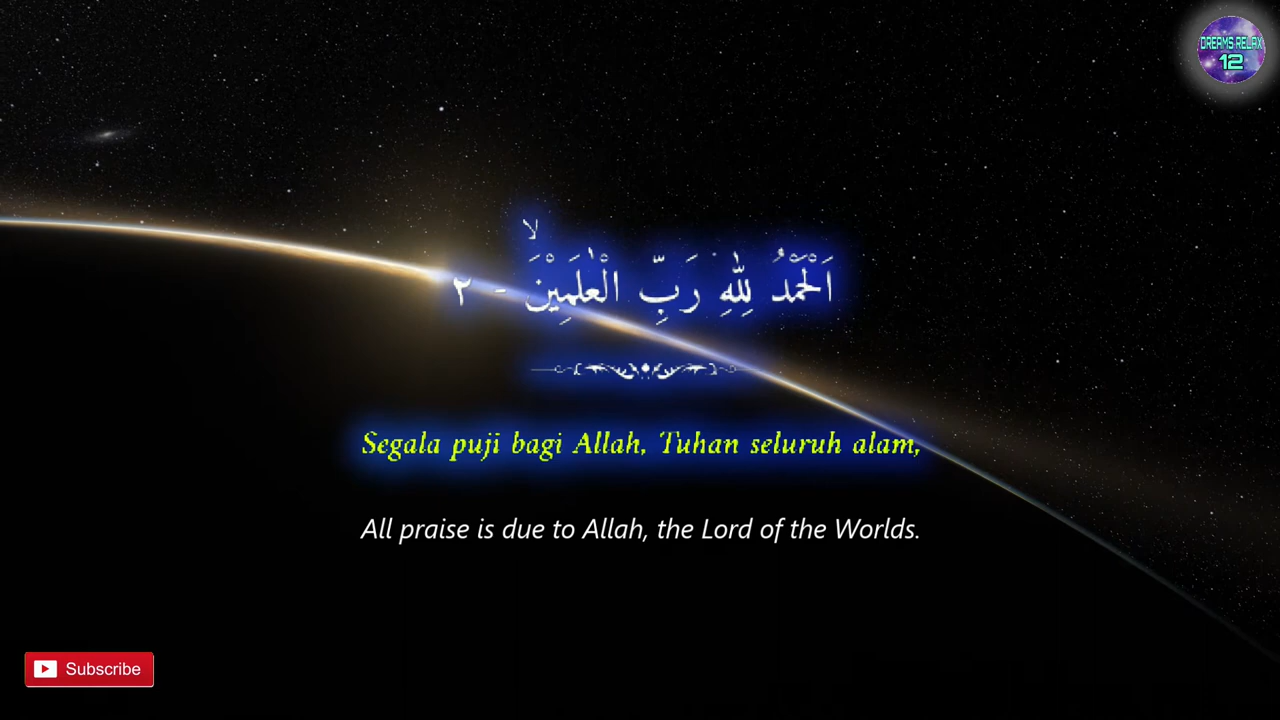 DREAMS RELAX
12
اَلْحَمْدُ لِلّٰهِ رَبِّ الْعٰلَمِيْنَۙ - ٢
Segala puji bagi Allah, Tuhan seluruh alam,
All praise is due to Allah, the Lord of the Worlds.
Subscribe